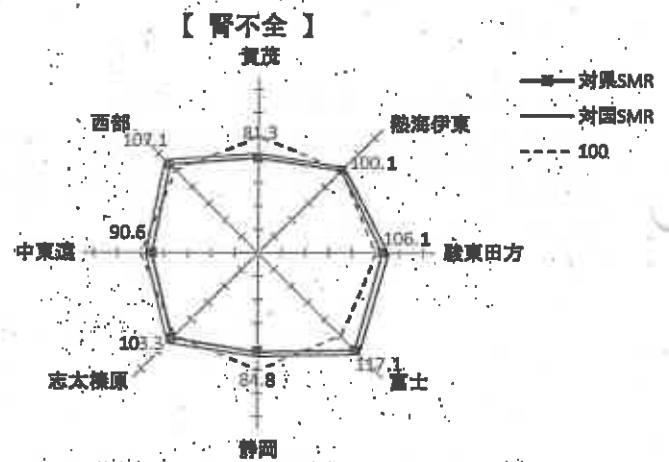 【 腎不全 】
賀茂
対県SMR
対国SMR
100
西部
107.1
81.3
熱海伊東
100.1
90.6
中東遠
106.1
駿東田方
103.3
志太榛原
84.8
117.1
富士
静岡